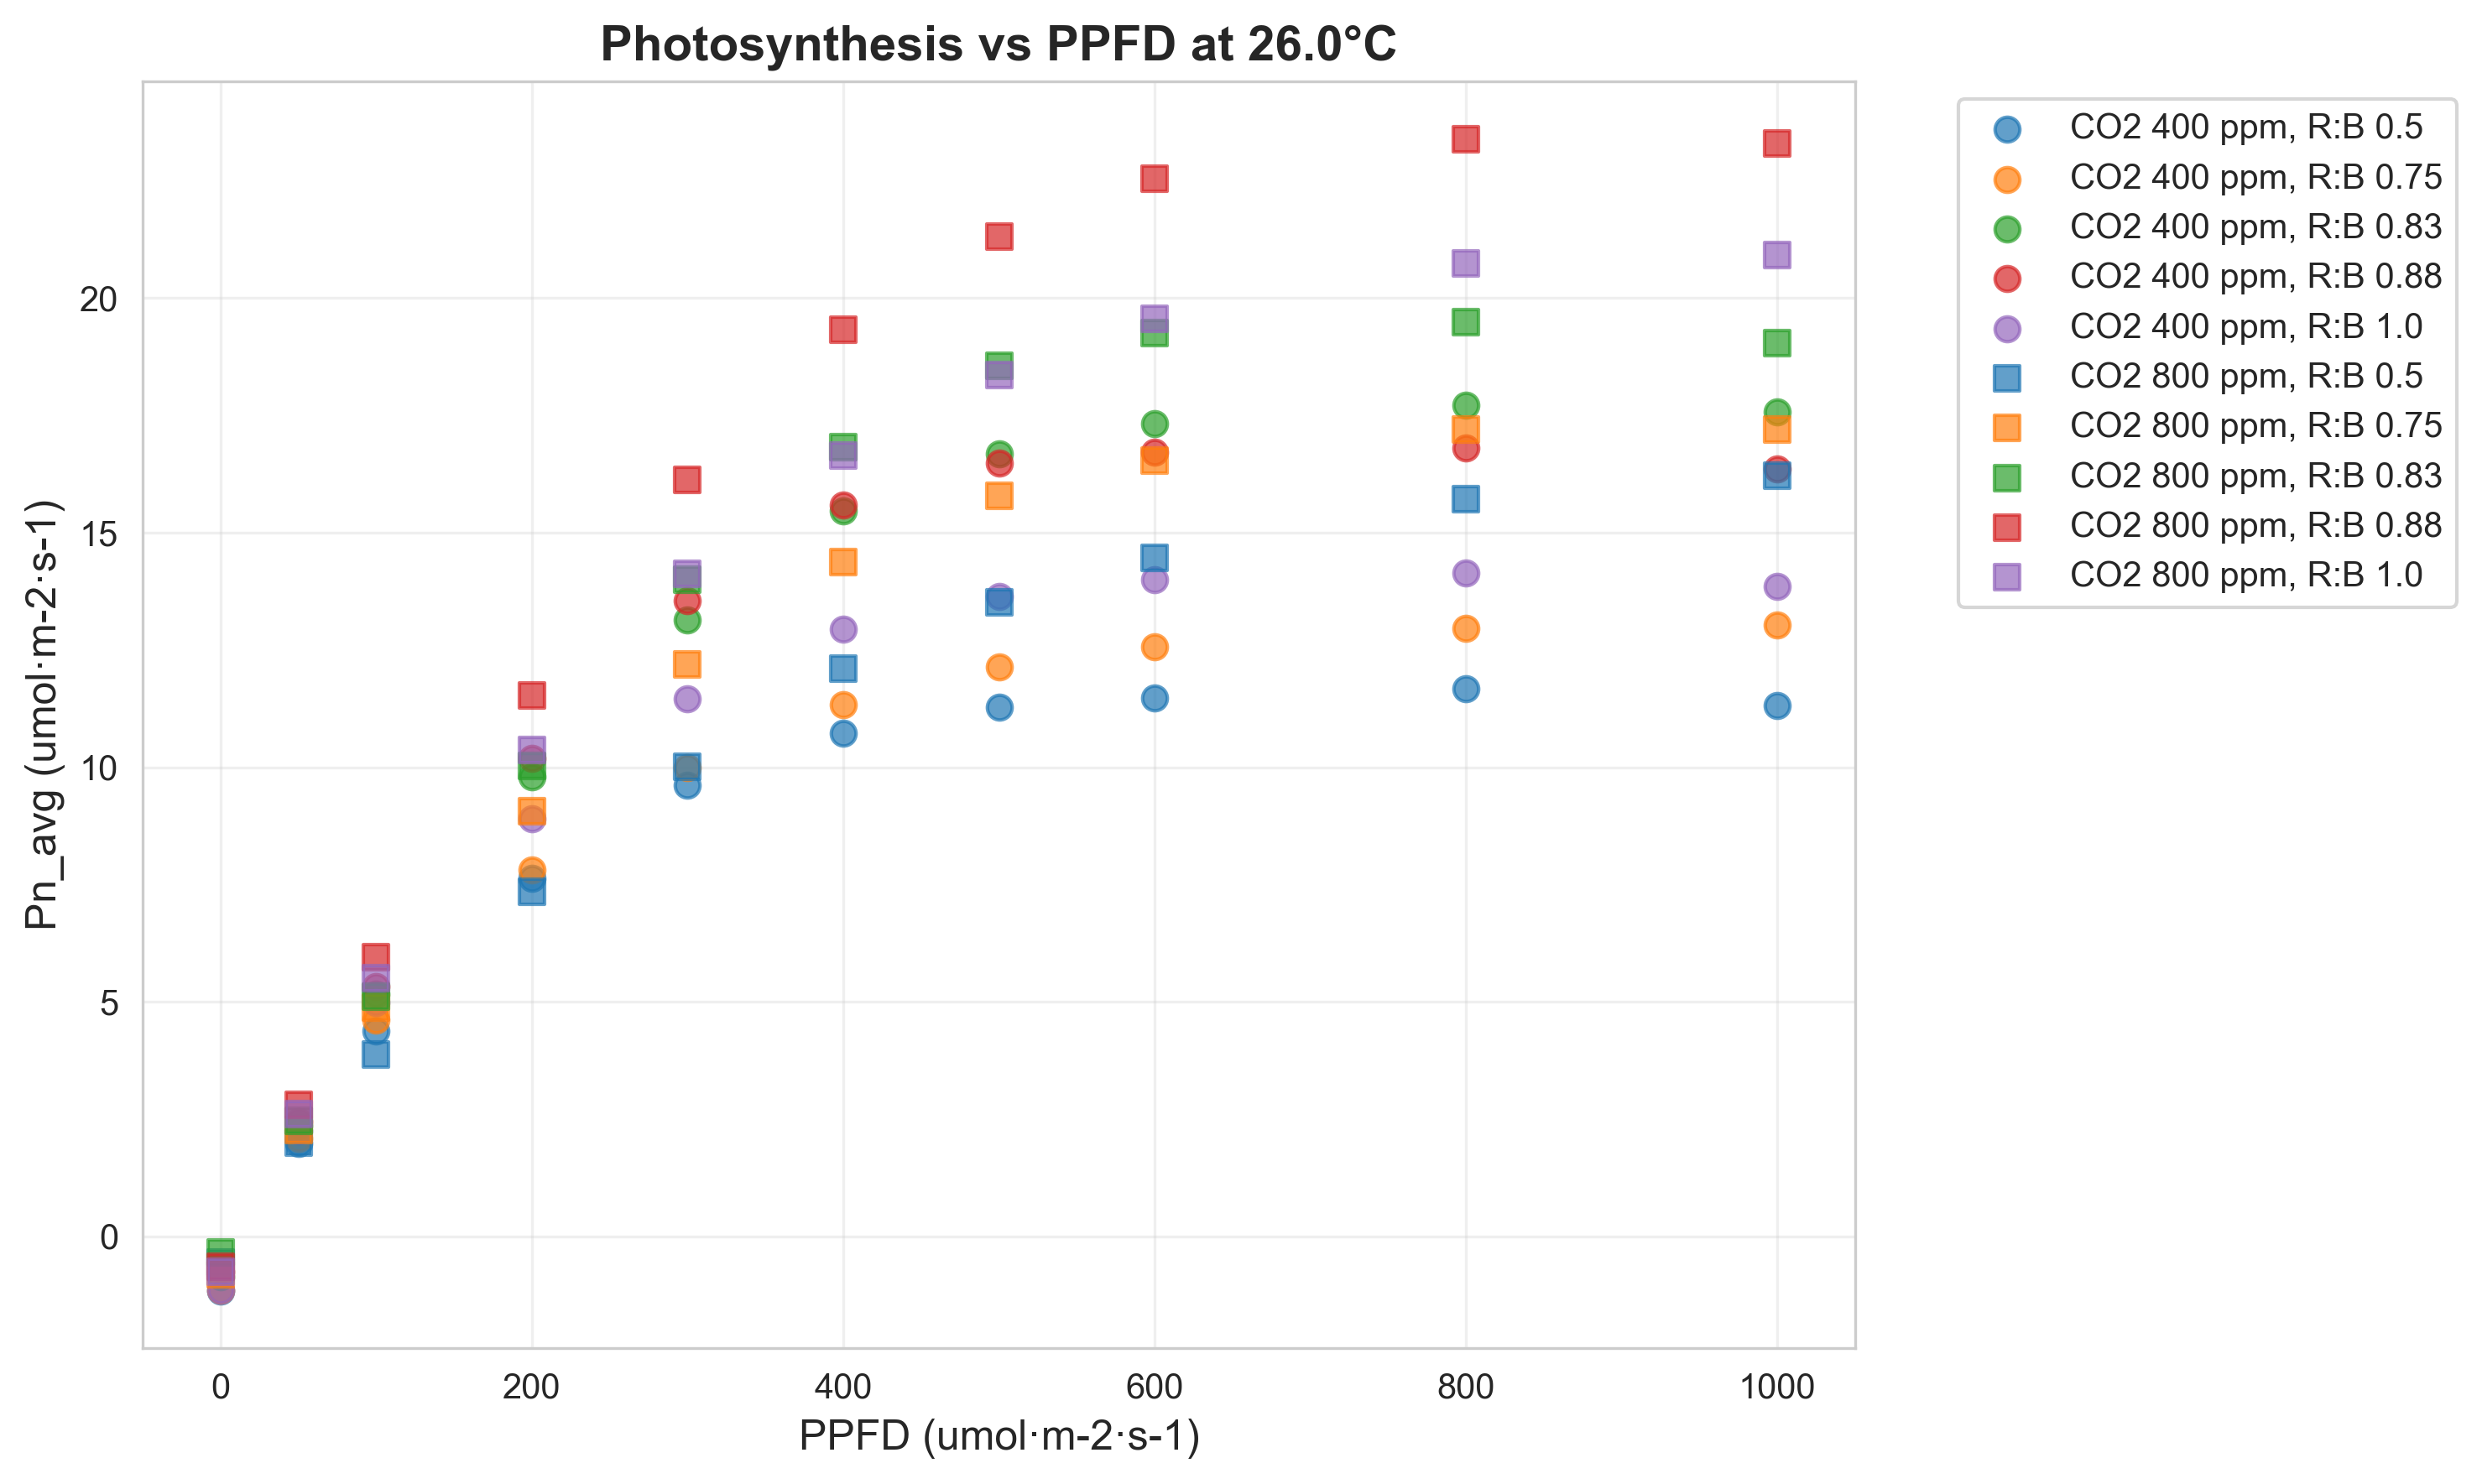 Photosynthesis vs PPFD at 26.0°C
Pn_avg (umol·m-2·s-1)
20
15
10
5
0
0 200 400 600 800 1000
PPFD (umol·m-2·s-1)
CO2 400 ppm, R:B 0.5
CO2 400 ppm, R:B 0.75
CO2 400 ppm, R:B 0.83
CO2 400 ppm, R:B 0.88
CO2 400 ppm, R:B 1.0
CO2 800 ppm, R:B 0.5
CO2 800 ppm, R:B 0.75
CO2 800 ppm, R:B 0.83
CO2 800 ppm, R:B 0.88
CO2 800 ppm, R:B 1.0